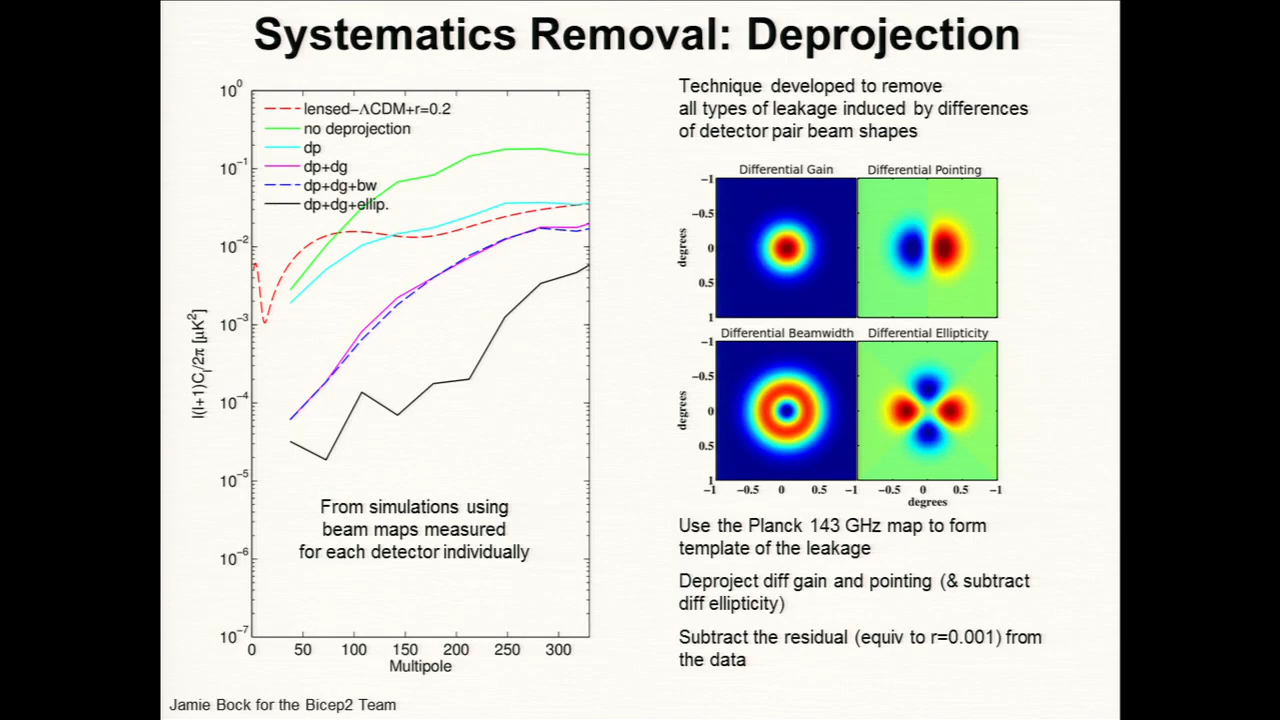 Systematics Removal: Deprojection
10^0
10^-1
10^-2
10^-3
10^-4
10^-5
10^-6
10^-7
l(l+1)C_l/2π [μK^2]
lensed-ΛCDM+r=0.2
no deprojection
dp
dp+dg
dp+dg+bw
dp+dg+ellip.
From simulations using
beam maps measured
for each detector individually
0 50 100 150 200 250 300
Multipole
Technique developed to remove
all types of leakage induced by differences
of detector pair beam shapes
Differential Gain Differential Pointing
−1
−0.5
0
0.5
1
degrees
Differential Beamwidth Differential Ellipticity
−1
−0.5
0
0.5
1
degrees
−1 −0.5 0 0.5 −1 −0.5 0 0.5 −1
degrees
Use the Planck 143 GHz map to form
template of the leakage
Deproject diff gain and pointing (& subtract
diff ellipticity)
Subtract the residual (equiv to r=0.001) from
the data
Jamie Bock for the Bicep2 Team